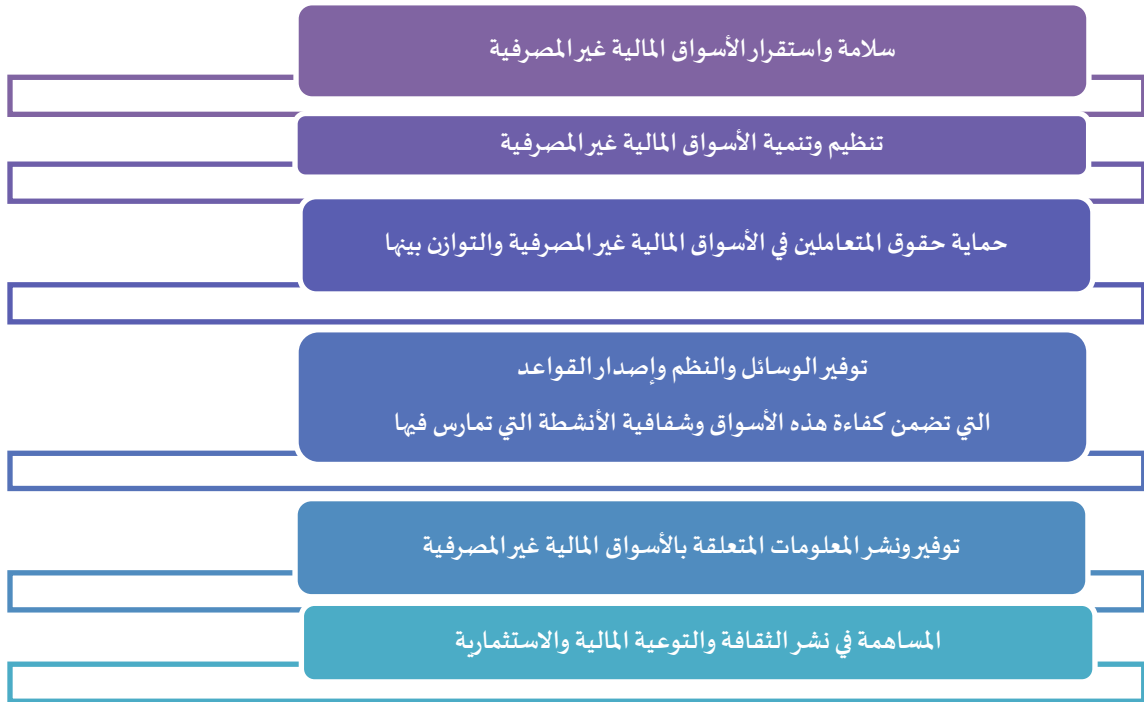 سلامة واستقرار الأسواق المالية غير المصرفية
تنظيم وتنمية الأسواق المالية غير المصرفية
حماية حقوق المتعاملين في الأسواق المالية غير المصرفية والتوازن بينها
توفير الوسائل والنظم وإصدار القواعد
التي تضمن كفاءة هذه الأسواق وشفافية الأنشطة التي تمارس فيها
توفير ونشر المعلومات المتعلقة بالأسواق المالية غير المصرفية
المساهمة في نشر الثقافة والتوعية المالية والاستثمارية